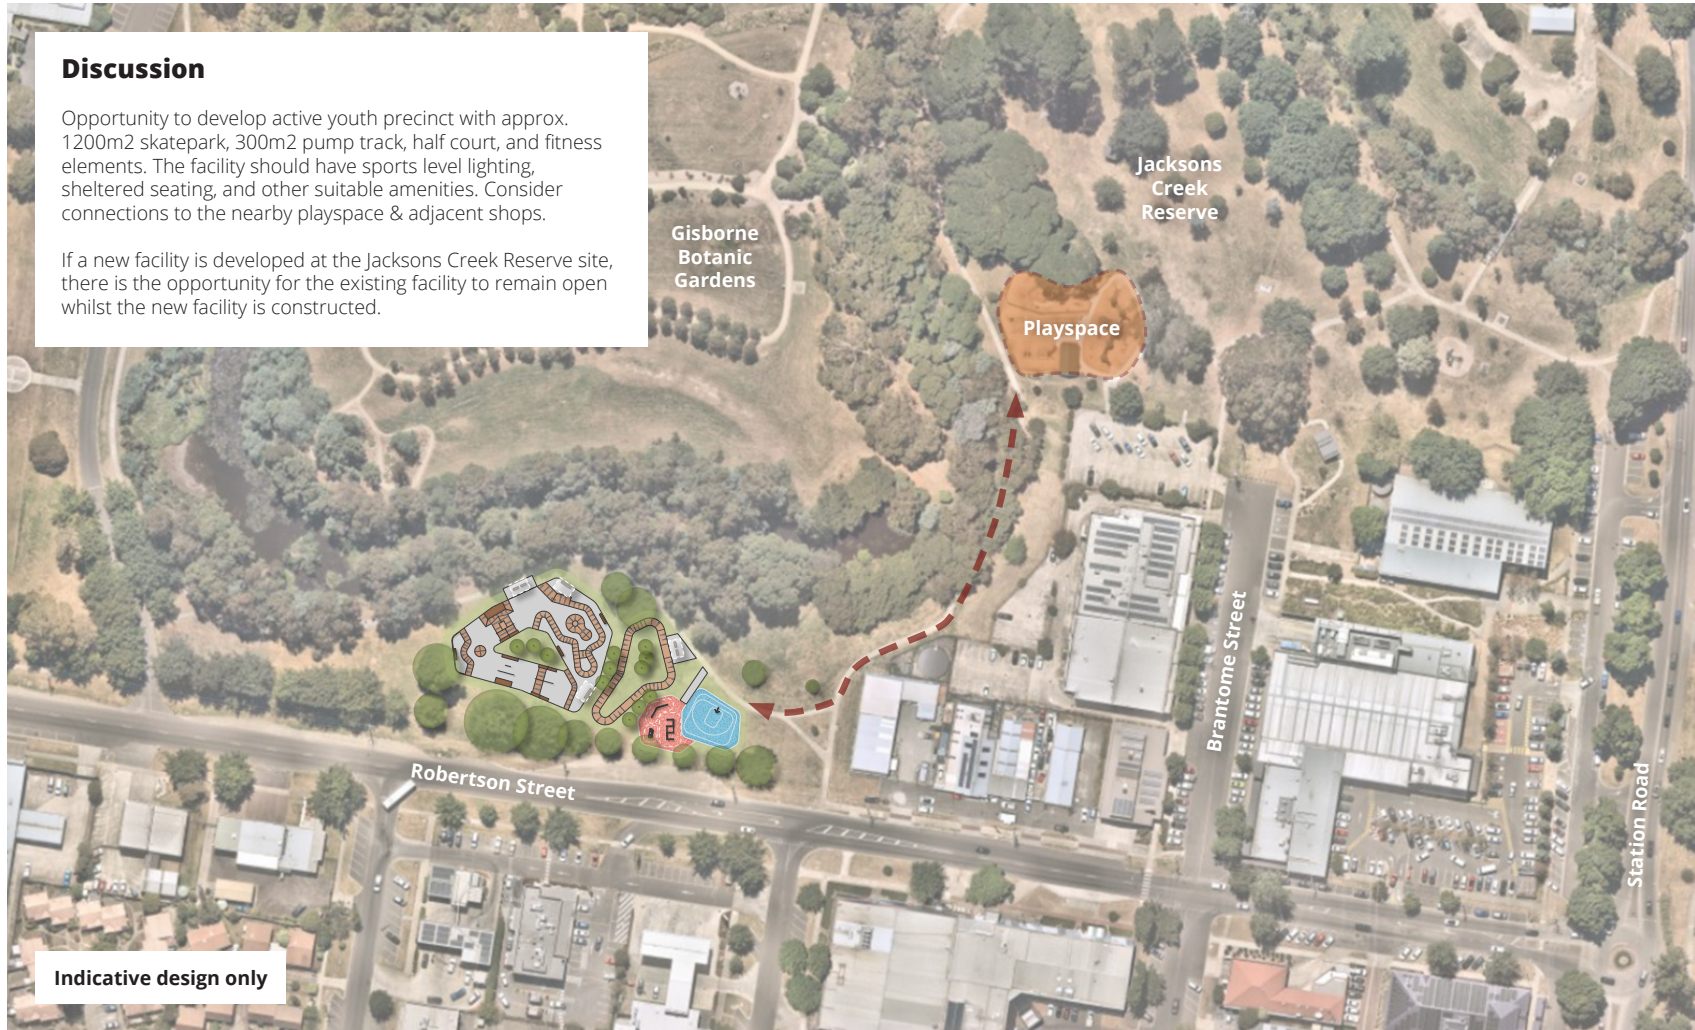 Discussion
Opportunity to develop active youth precinct with approx.
1200m2 skatepark, 300m2 pump track, half court, and fitness
elements. The facility should have sports level lighting,
sheltered seating, and other suitable amenities. Consider
connections to the nearby playspace & adjacent shops.
If a new facility is developed at the Jacksons Creek Reserve site,
there is the opportunity for the existing facility to remain open
whilst the new facility is constructed.
Jacksons
Creek
Reserve
Gisborne
Botanic
Gardens
Playspace
Brantome Street
Robertson Street
Station Road
Indicative design only